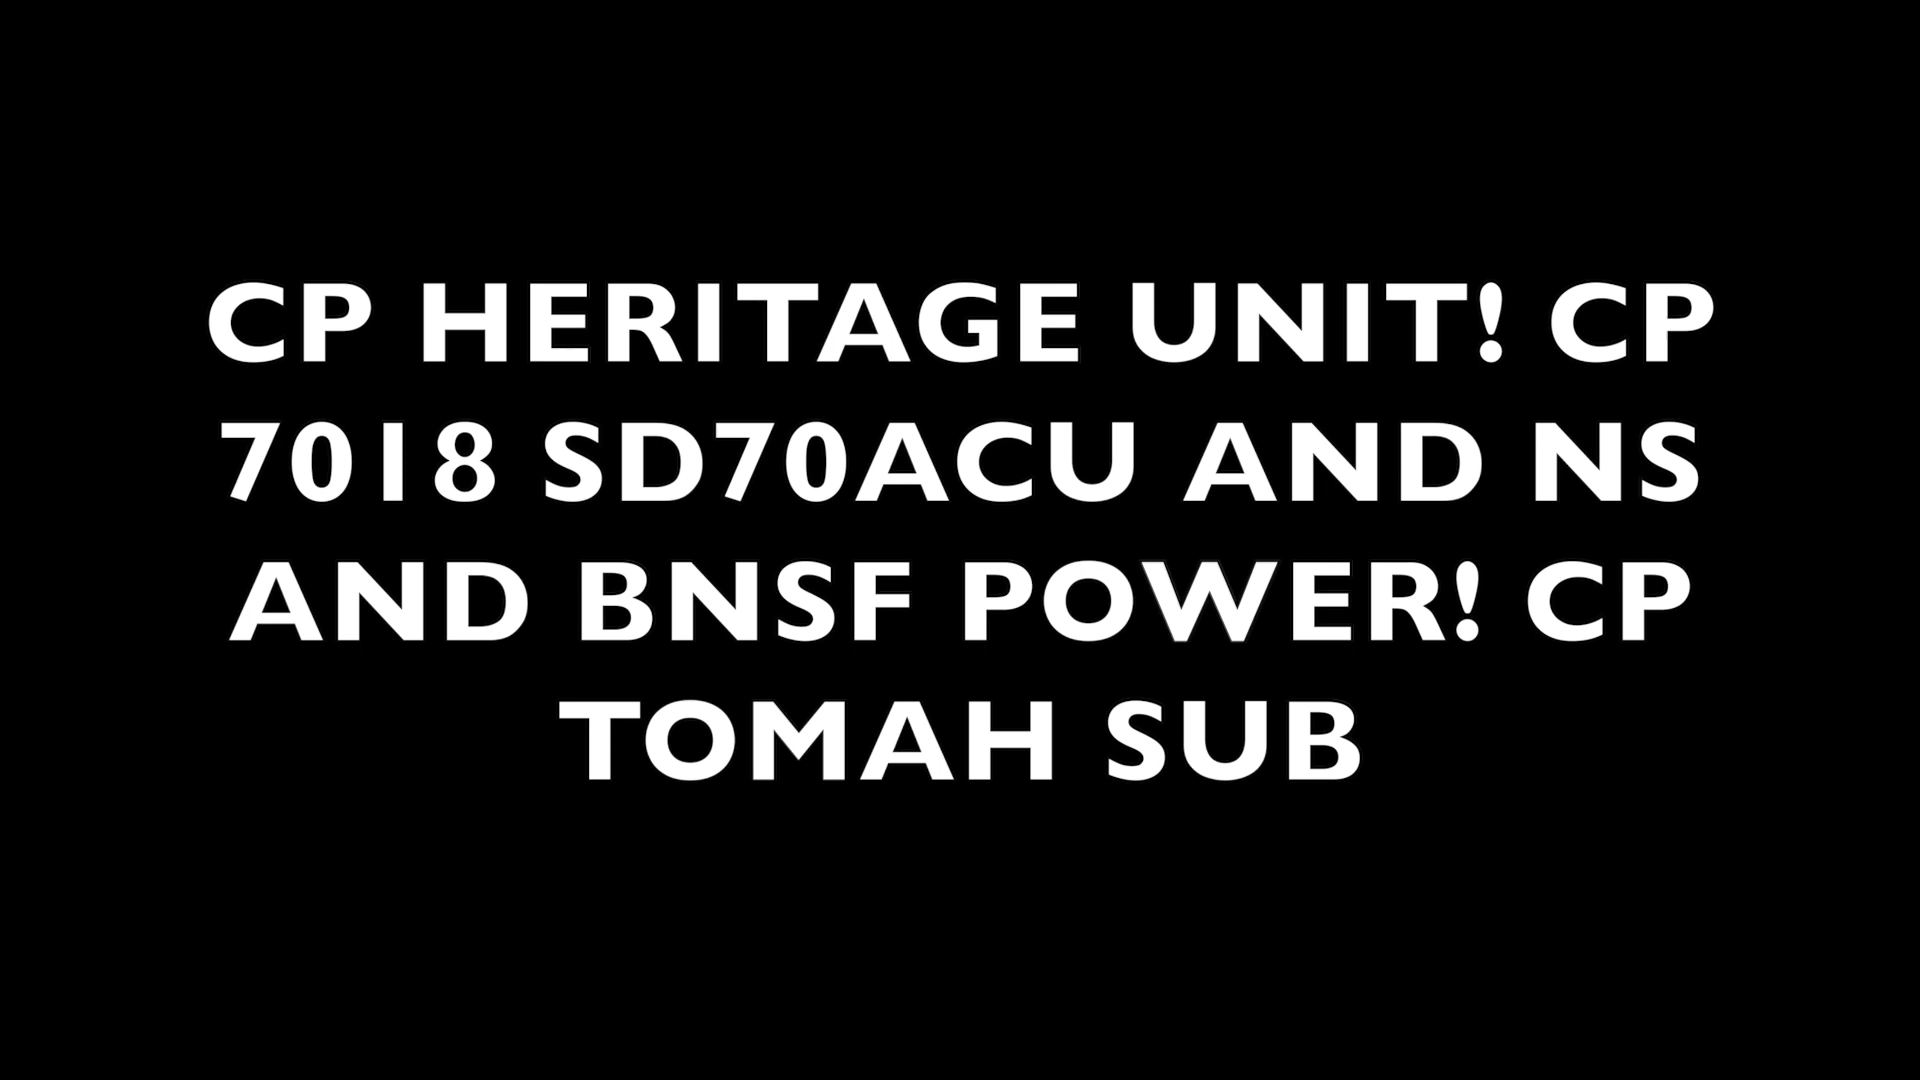 CP HERITAGE UNIT! CP
7018 SD70ACU AND NS
AND BNSF POWER! CP
TOMAH SUB